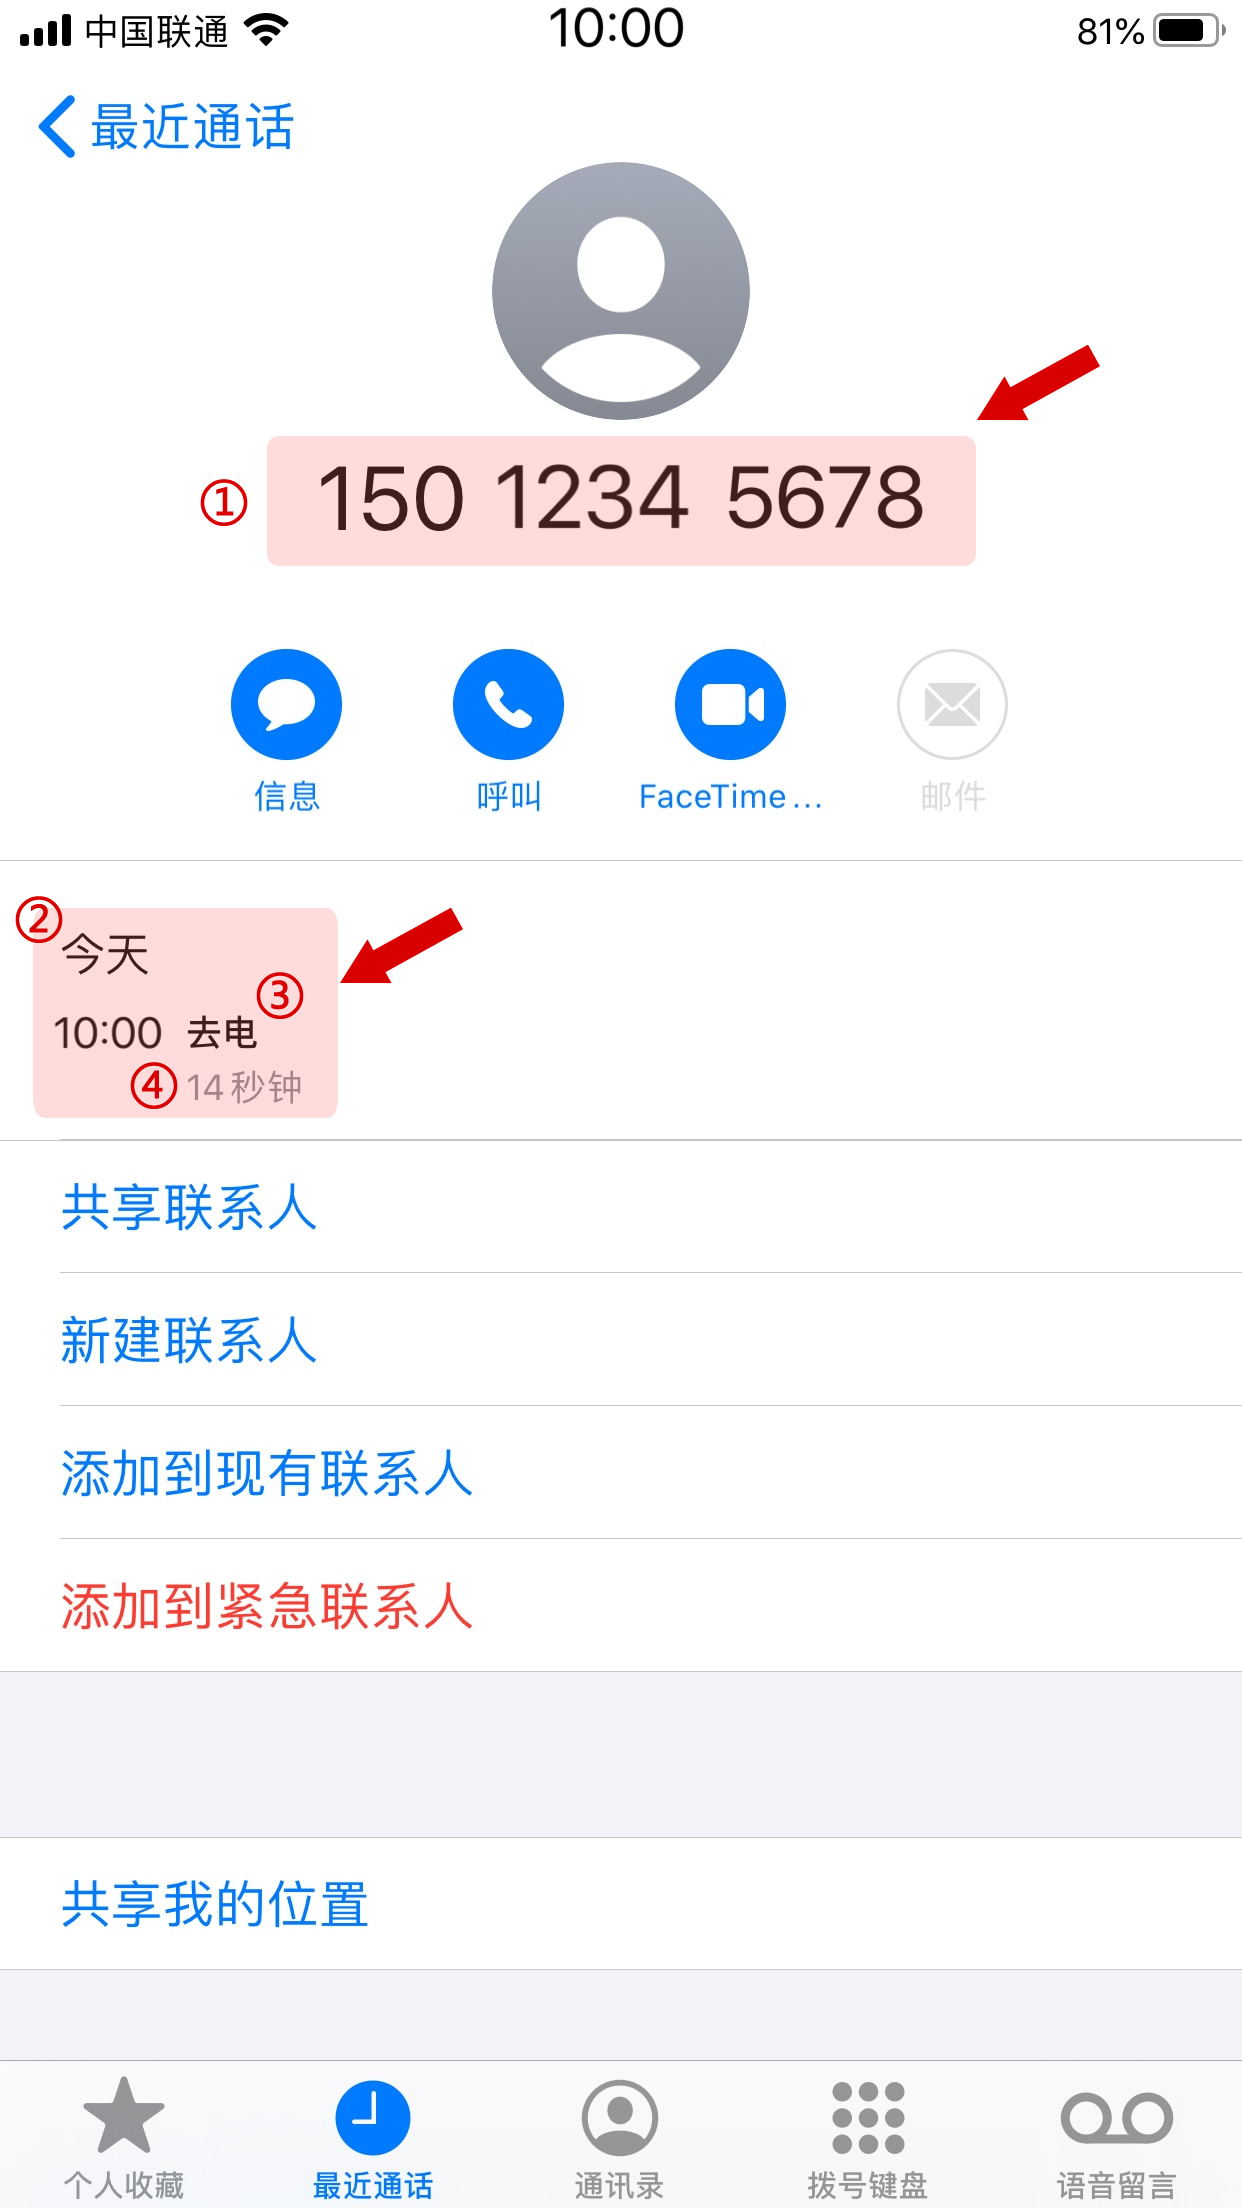 中国联通 10:00 81%
最近通话
① 150 1234 5678
信息 呼叫 FaceTime... 邮件
② 今天
③
10:00 去电
④ 14秒钟
共享联系人
新建联系人
添加到现有联系人
添加到紧急联系人
共享我的位置
个人收藏 最近通话 通讯录 拨号键盘 语音留言